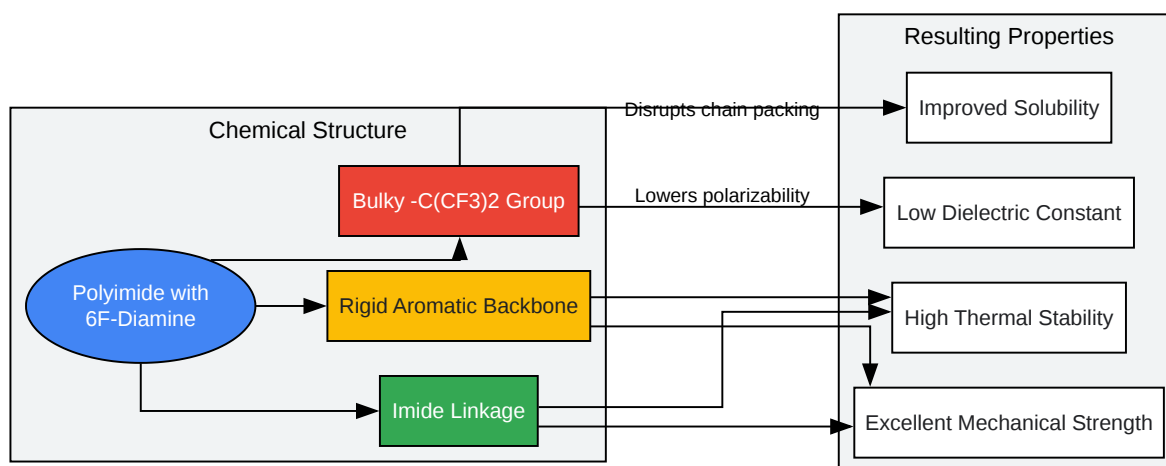 Resulting Properties
Improved Solubility
Disrupts chain packing
Chemical Structure
Bulky -C(CF3)2 Group
Lowers polarizability
Low Dielectric Constant
Polyimide with
6F-Diamine
Rigid Aromatic Backbone
High Thermal Stability
Imide Linkage
Excellent Mechanical Strength